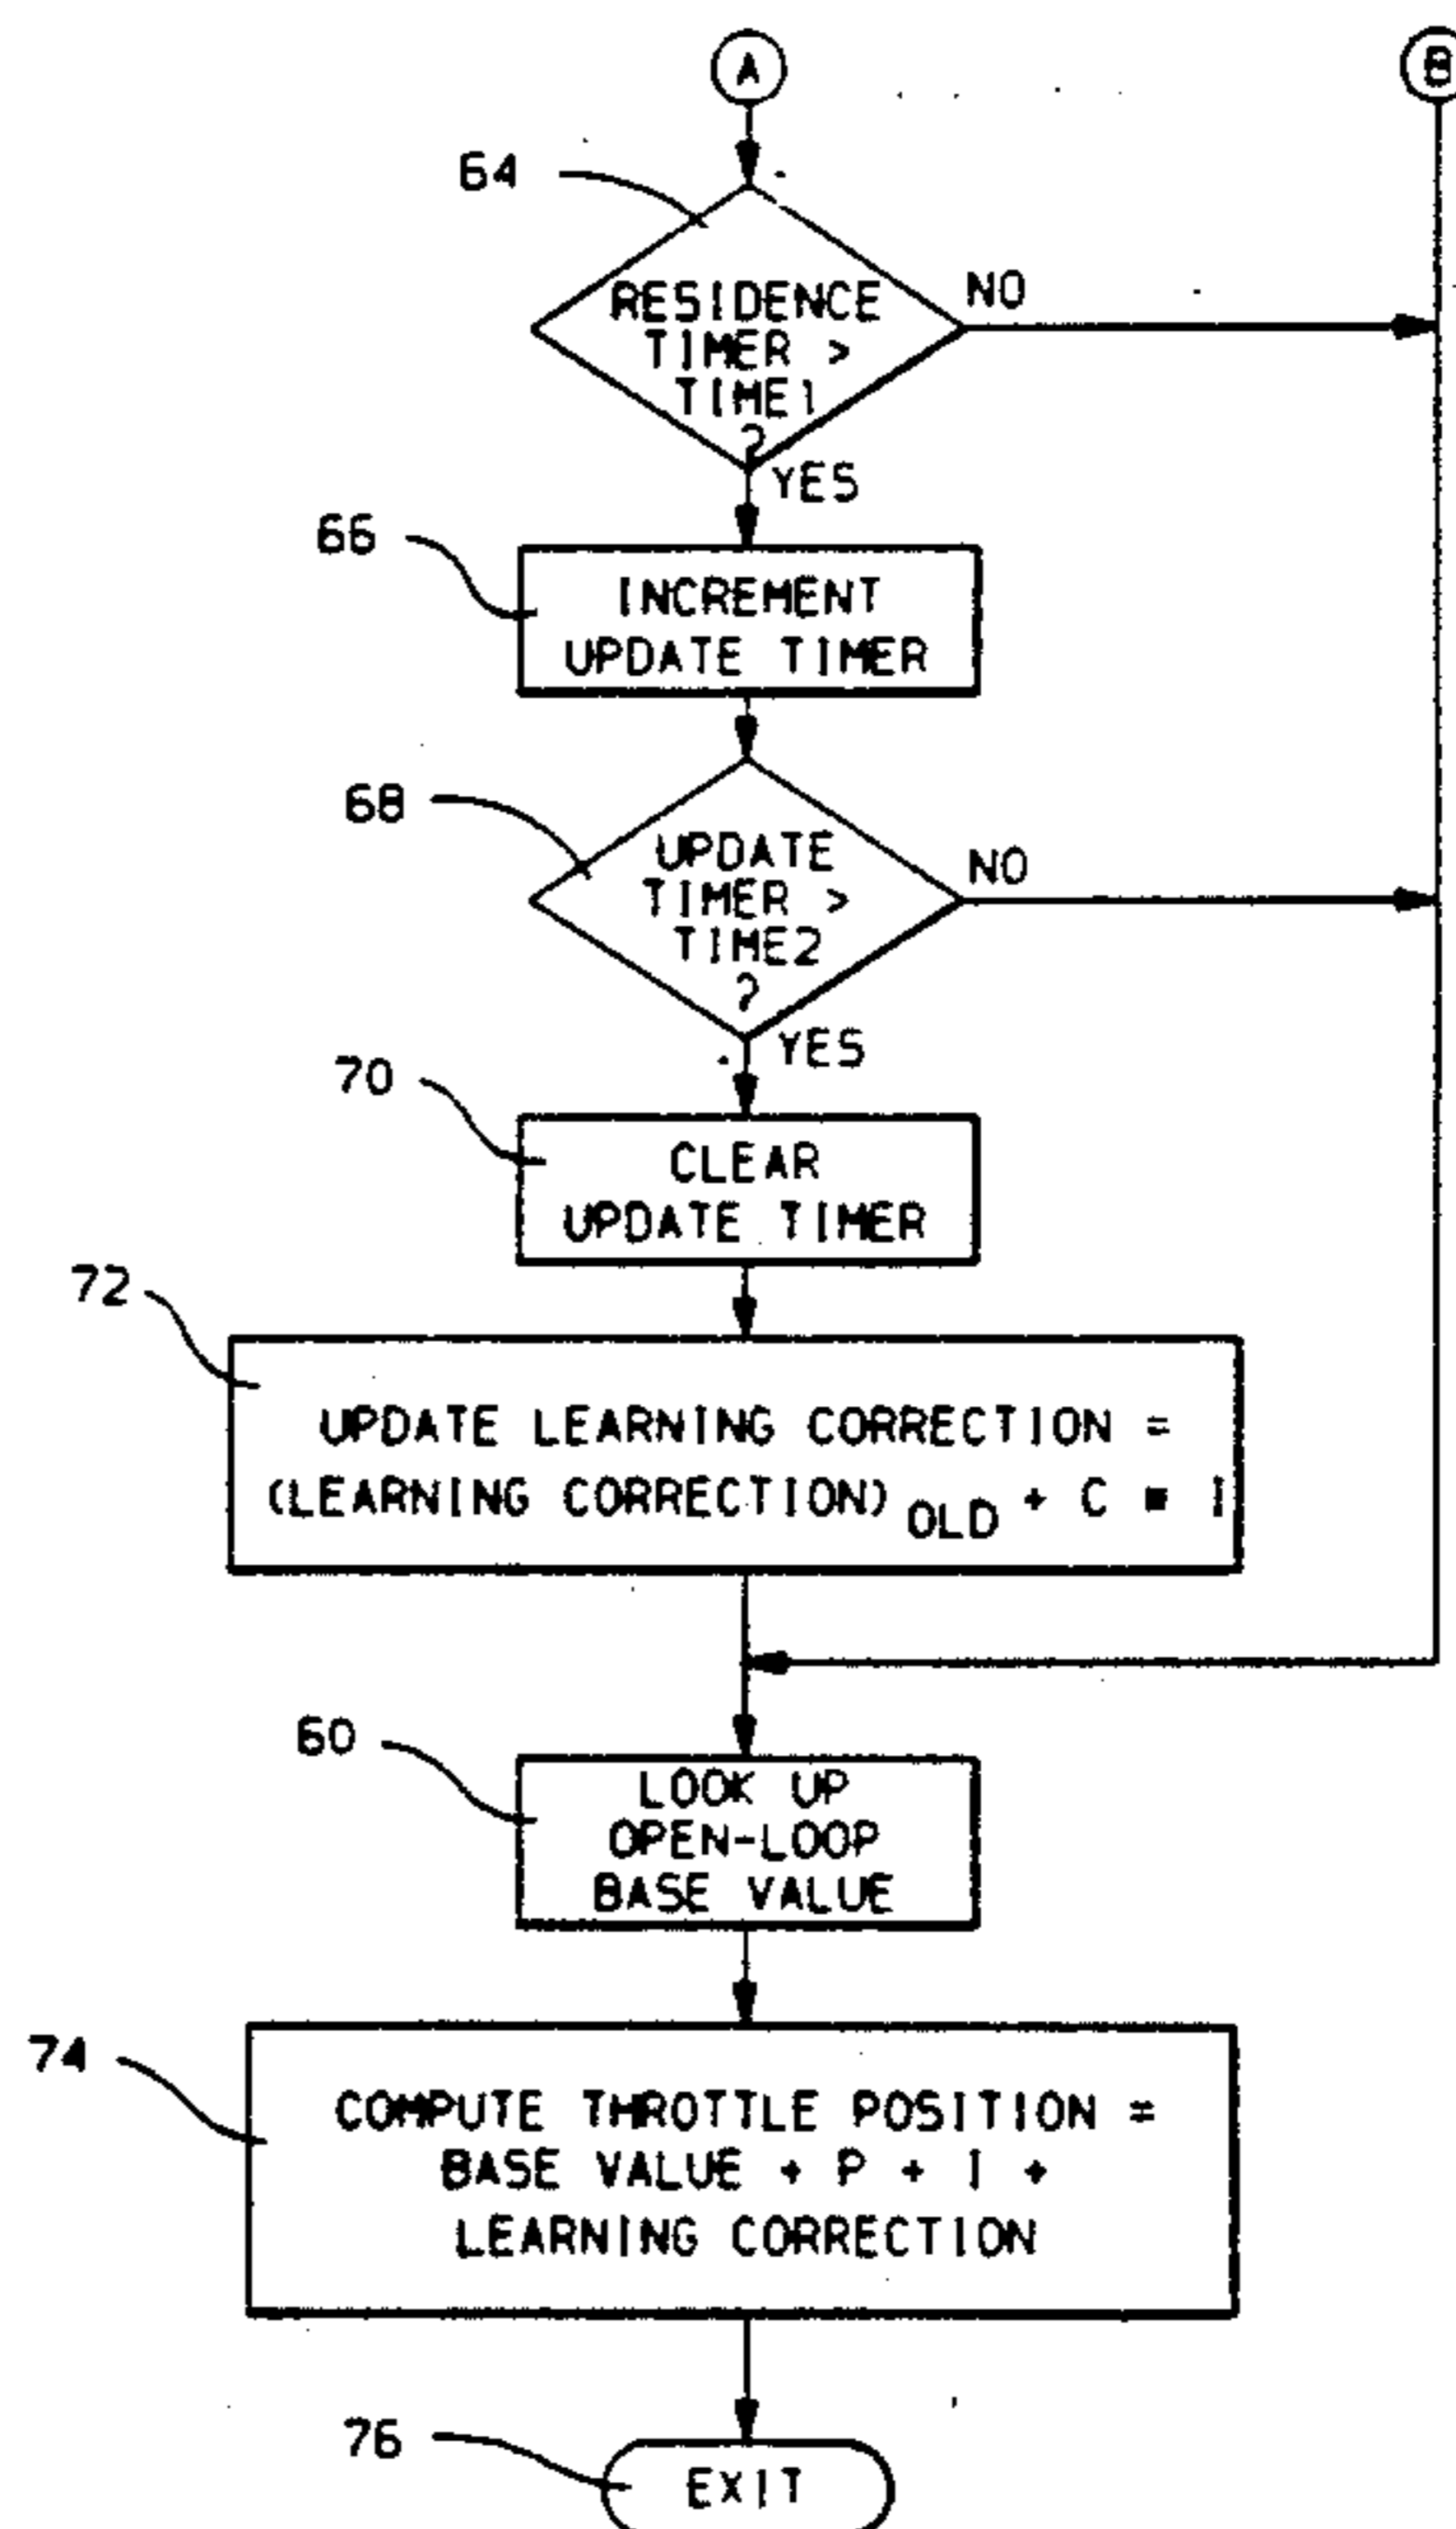 A
B
64
RESIDENCE
TIMER >
TIME1
?
NO
YES
66
INCREMENT
UPDATE TIMER
68
UPDATE
TIMER >
TIME2
?
NO
YES
70
CLEAR
UPDATE TIMER
72
UPDATE LEARNING CORRECTION =
(LEARNING CORRECTION) OLD + C * I
60
LOOK UP
OPEN-LOOP
BASE VALUE
74
COMPUTE THROTTLE POSITION =
BASE VALUE + P + I +
LEARNING CORRECTION
76
EXIT